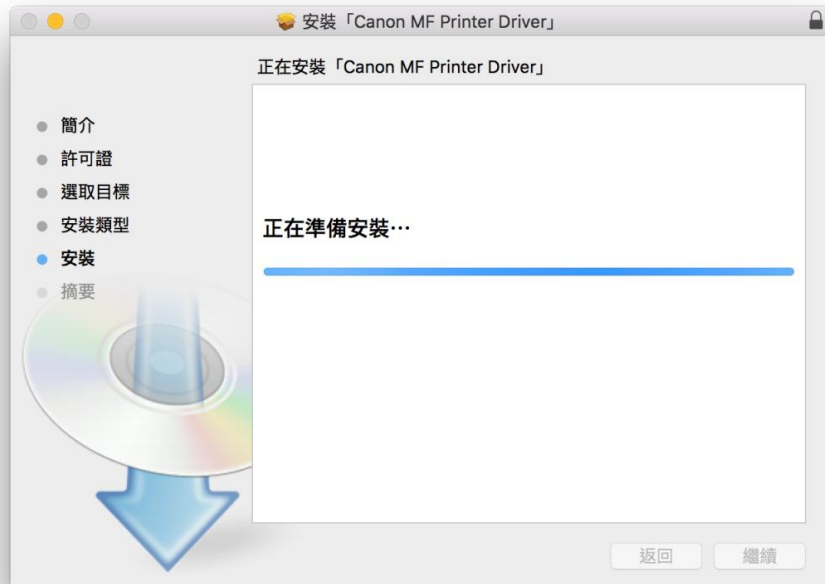 安裝「Canon MF Printer Driver」
正在安裝「Canon MF Printer Driver」
簡介
許可證
選取目標
安裝類型
安裝
摘要
正在準備安裝⋯
返回
繼續